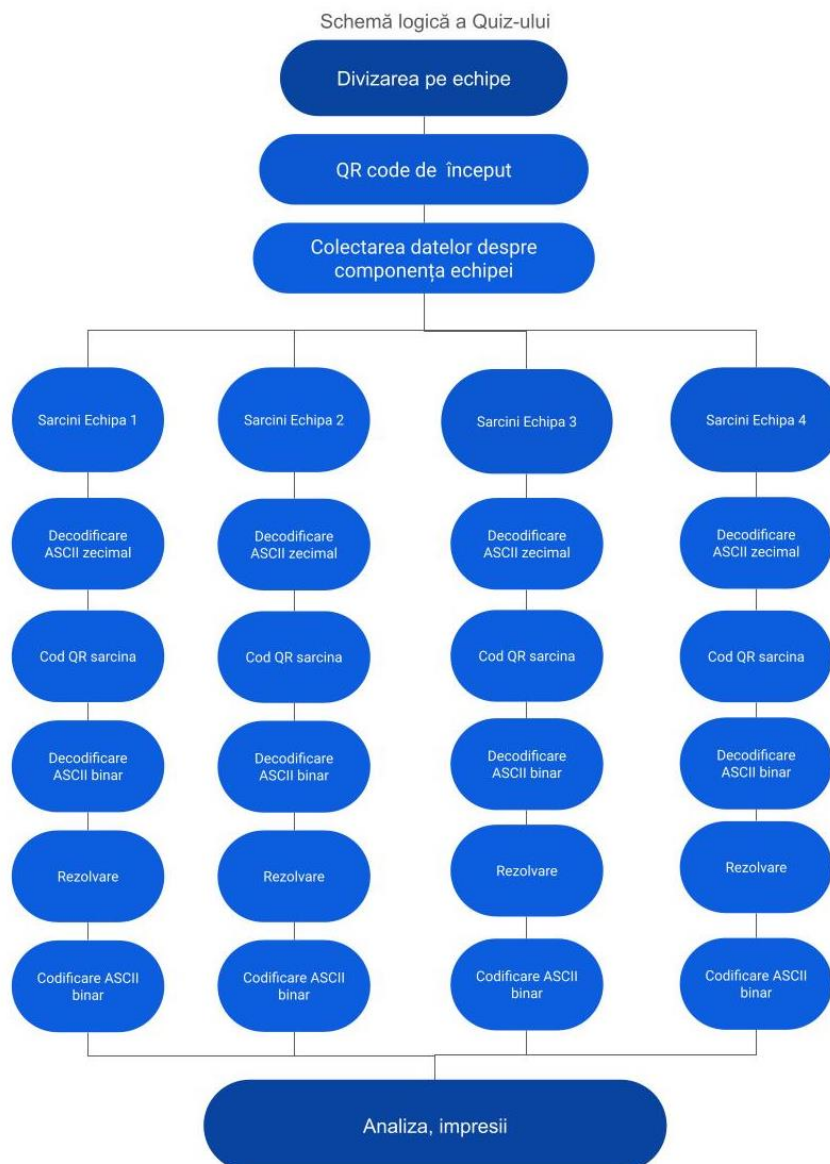 Schemă logică a Quiz-ului
Divizarea pe echipe
QR code de început
Colectarea datelor despre
componența echipei
Sarcini Echipa 1
Sarcini Echipa 2
Sarcini Echipa 3
Sarcini Echipa 4
Decodificare
ASCII zecimal
Decodificare
ASCII zecimal
Decodificare
ASCII zecimal
Decodificare
ASCII zecimal
Cod QR sarcina
Cod QR sarcina
Cod QR sarcina
Cod QR sarcina
Decodificare
ASCII binar
Decodificare
ASCII binar
Decodificare
ASCII binar
Decodificare
ASCII binar
Rezolvare
Rezolvare
Rezolvare
Rezolvare
Codificare ASCII
binar
Codificare ASCII
binar
Codificare ASCII
binar
Codificare ASCII
binar
Analiza, impresii